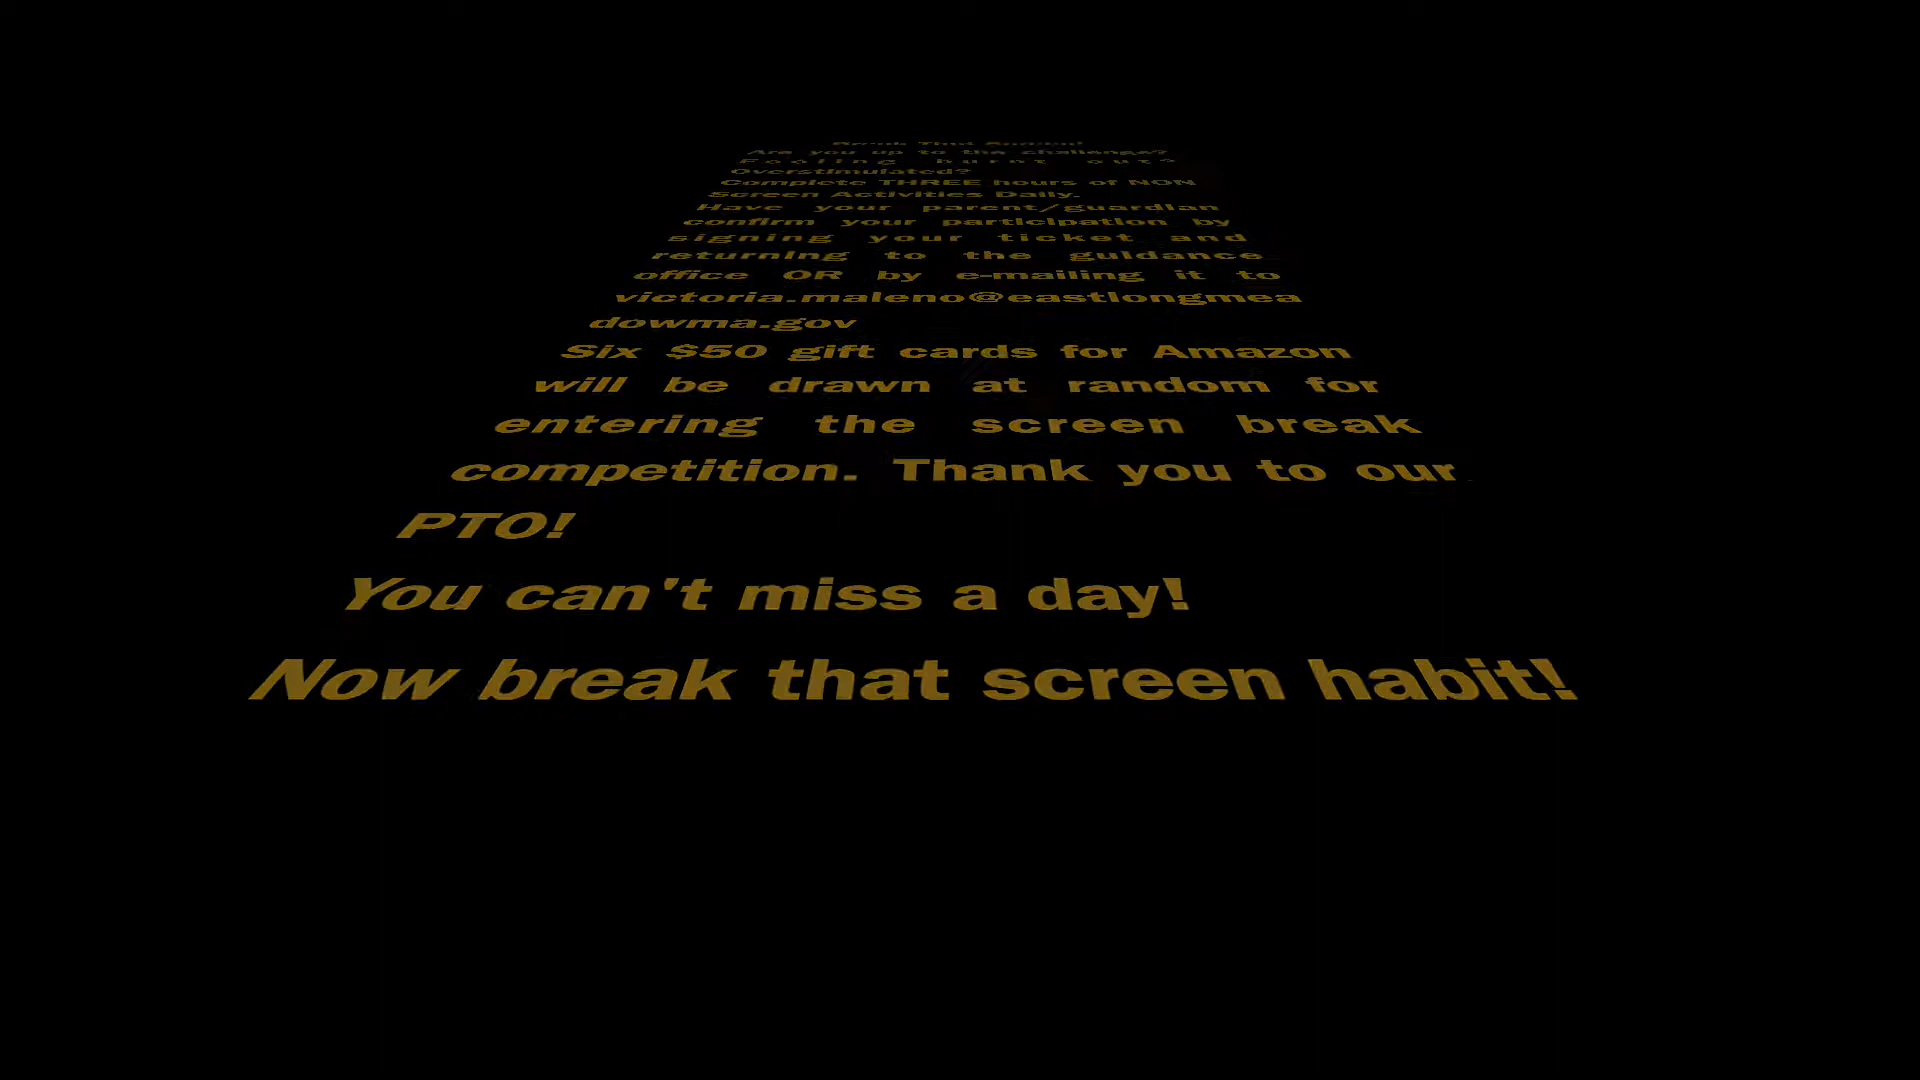 Break That Screen!
Are you up to the challenge?
Feeling burnt out?
Overstimulated?
Complete THREE hours of NON
Screen Activities Daily.
Have your parent/guardian
confirm your participation by
signing your ticket and
returning to the guidance
office OR by e-mailing it to
victoria.maleno@eastlongmea
dowma.gov
Six $50 gift cards for Amazon
will be drawn at random for
entering the screen break
competition. Thank you to our
PTO!
You can't miss a day!
Now break that screen habit!